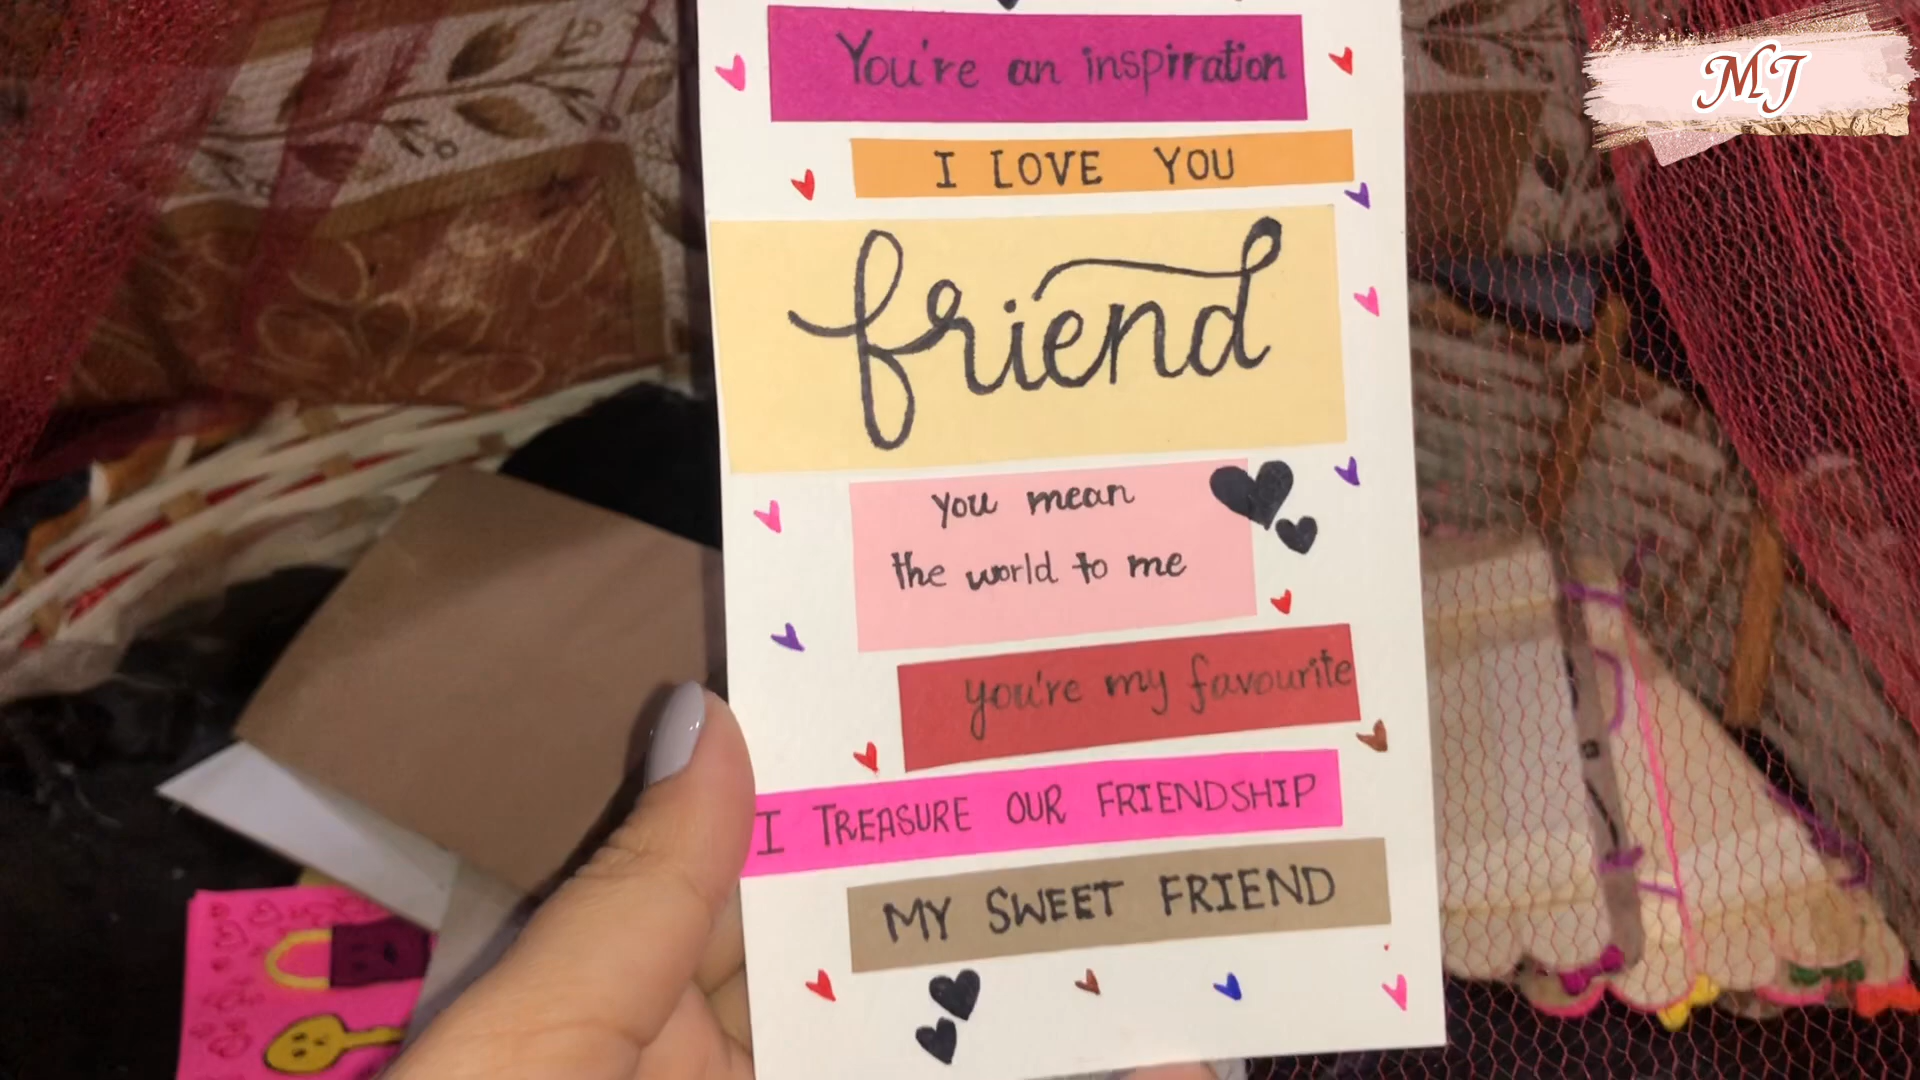 MJ
You're an inspiration
I LOVE YOU
friend
you mean
the world to me
you're my favourite
I TREASURE OUR FRIENDSHIP
MY SWEET FRIEND